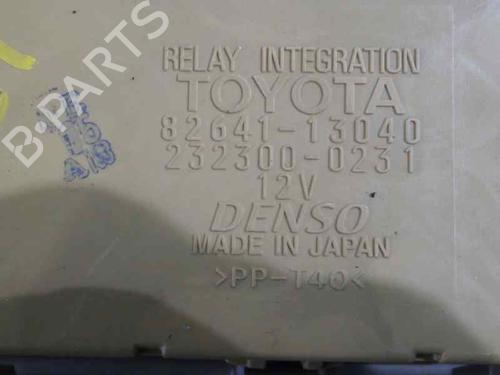 B-PARTS
RELAY INTEGRATION
TOYOTA
82641-13040
232300-0231
12V
DENSO
MADE IN JAPAN
>PP-T40<